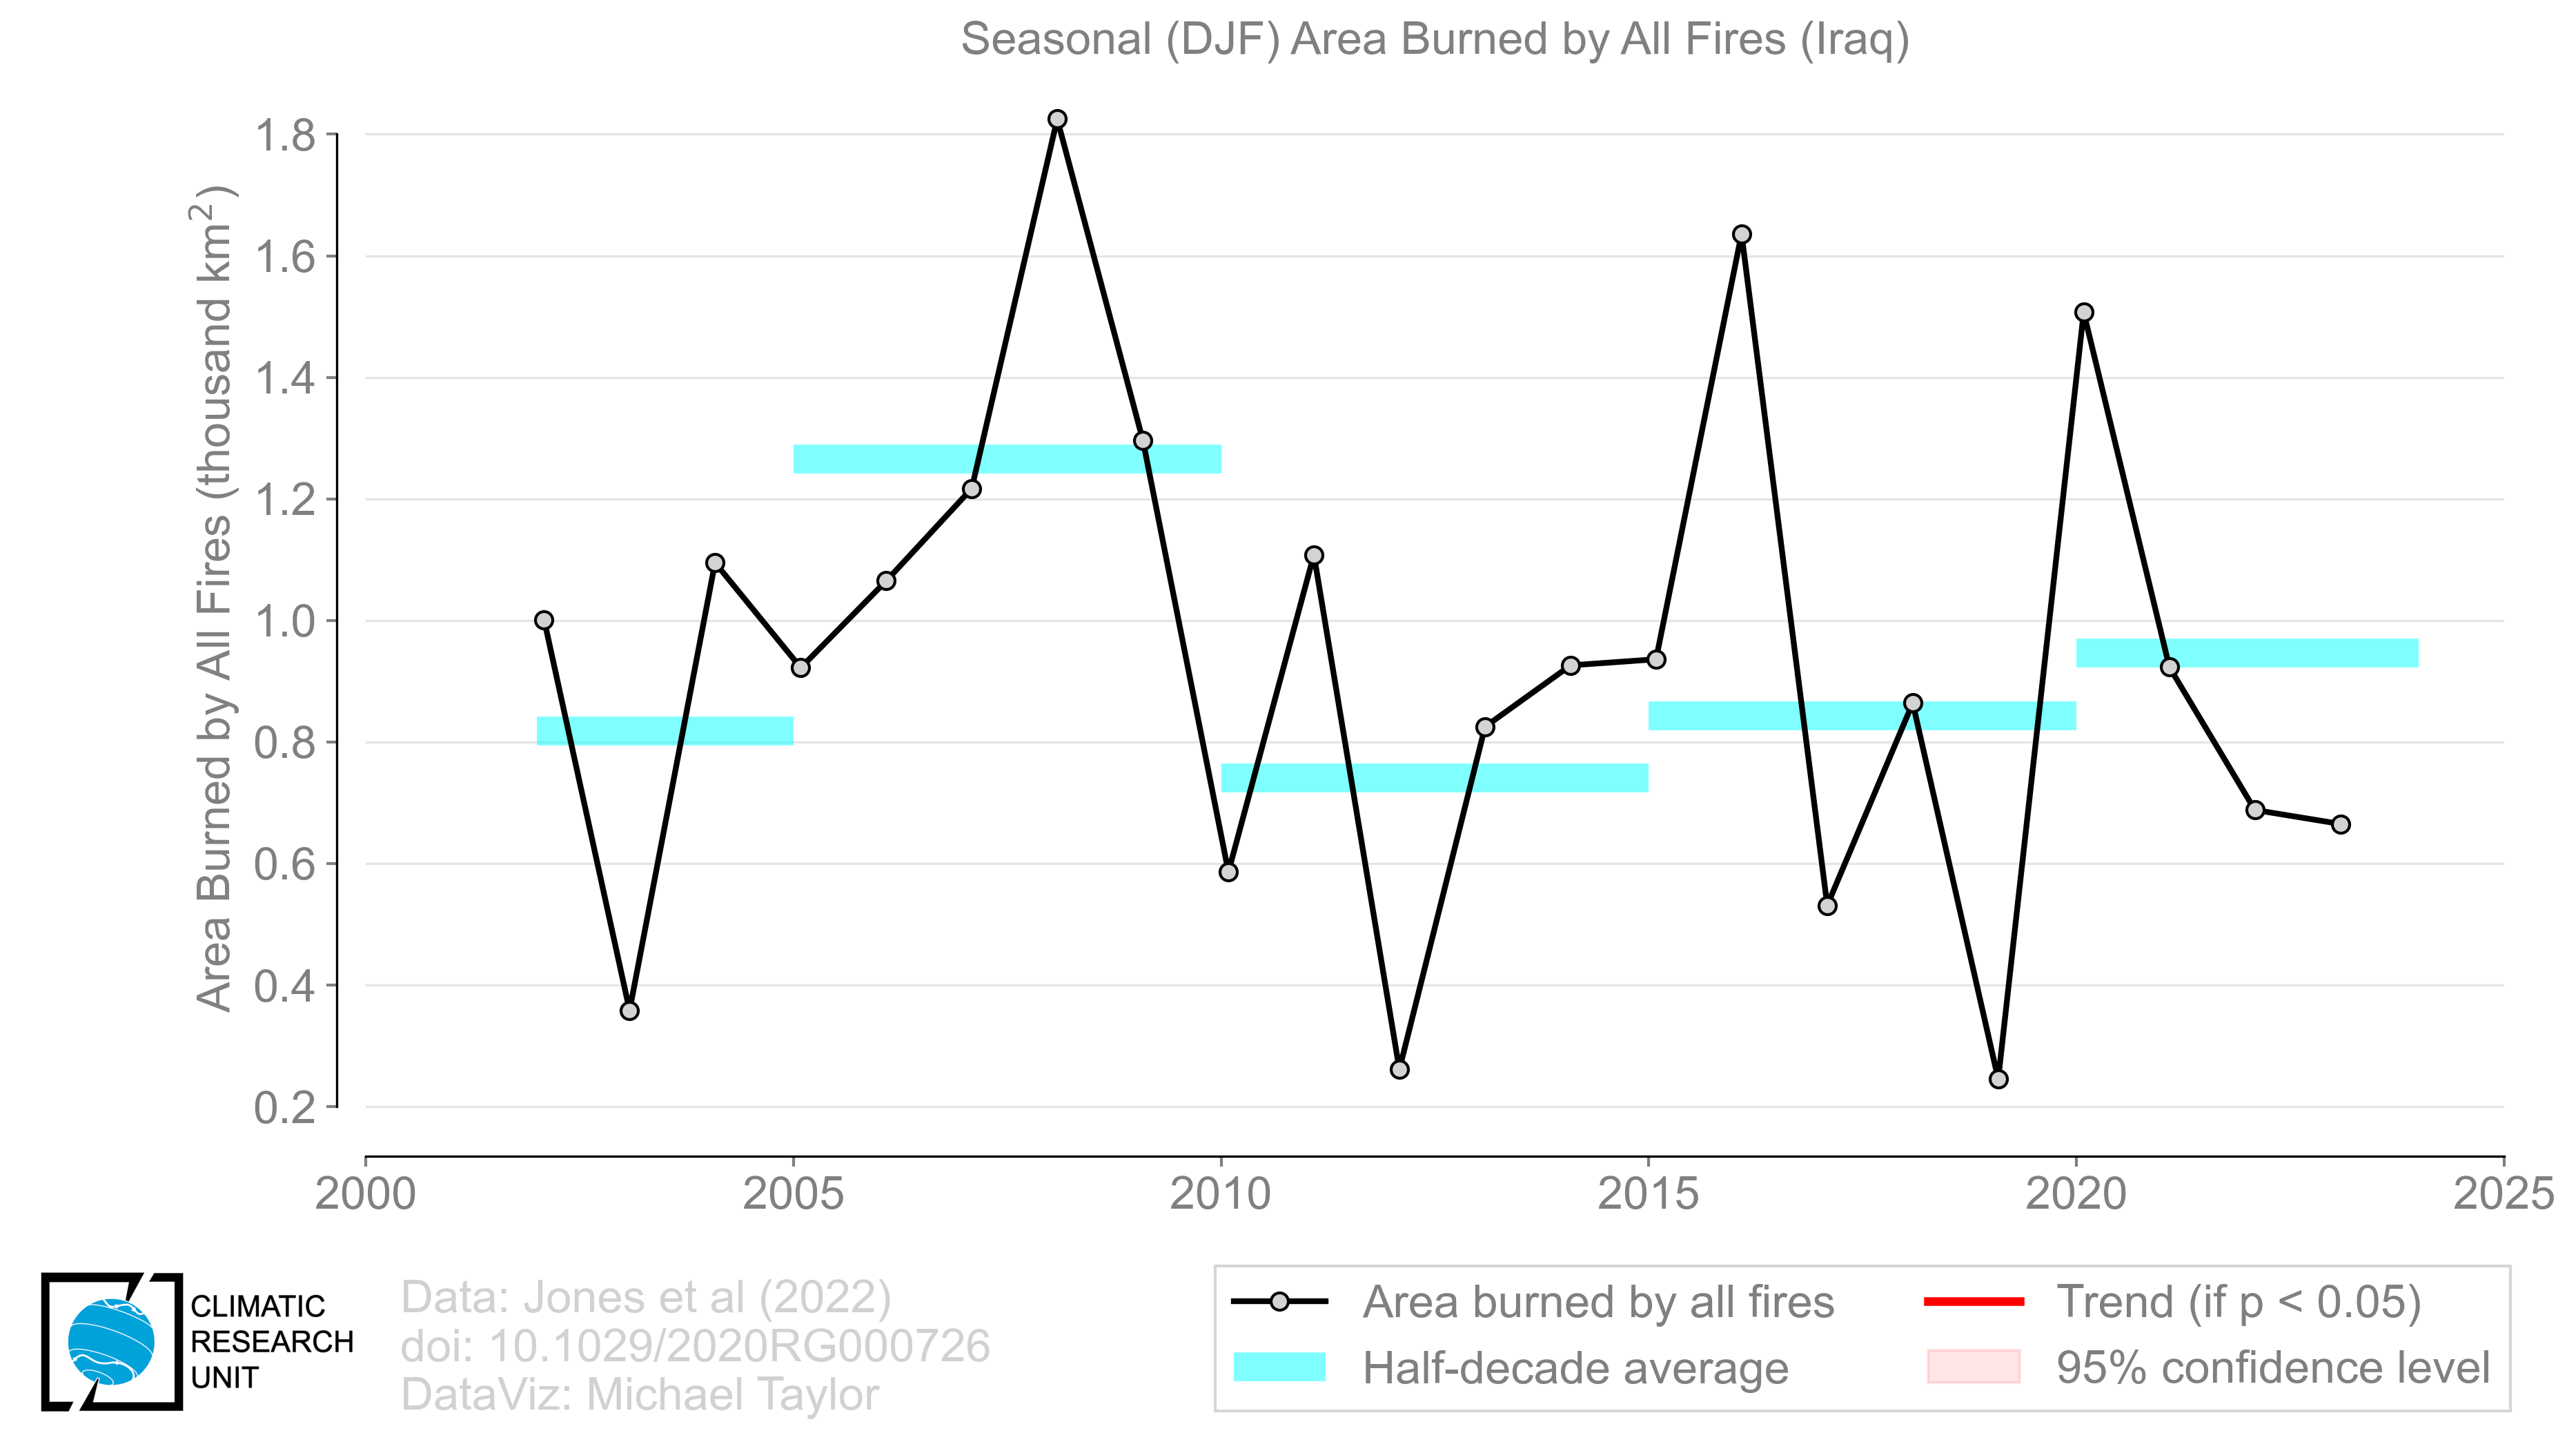 Seasonal (DJF) Area Burned by All Fires (Iraq)
Area Burned by All Fires (thousand km²)
1.8
1.6
1.4
1.2
1.0
0.8
0.6
0.4
0.2
2000 2005 2010 2015 2020 2025
CLIMATIC
RESEARCH
UNIT
Data: Jones et al (2022)
doi: 10.1029/2020RG000726
DataViz: Michael Taylor
Area burned by all fires
Half-decade average
Trend (if p < 0.05)
95% confidence level